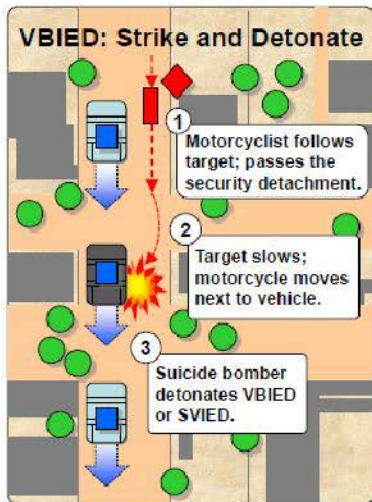 VBIED: Strike and Detonate
1
Motorcyclist follows
target; passes the
security detachment.
2
Target slows;
motorcycle moves
next to vehicle.
3
Suicide bomber
detonates VBIED
or SVIED.